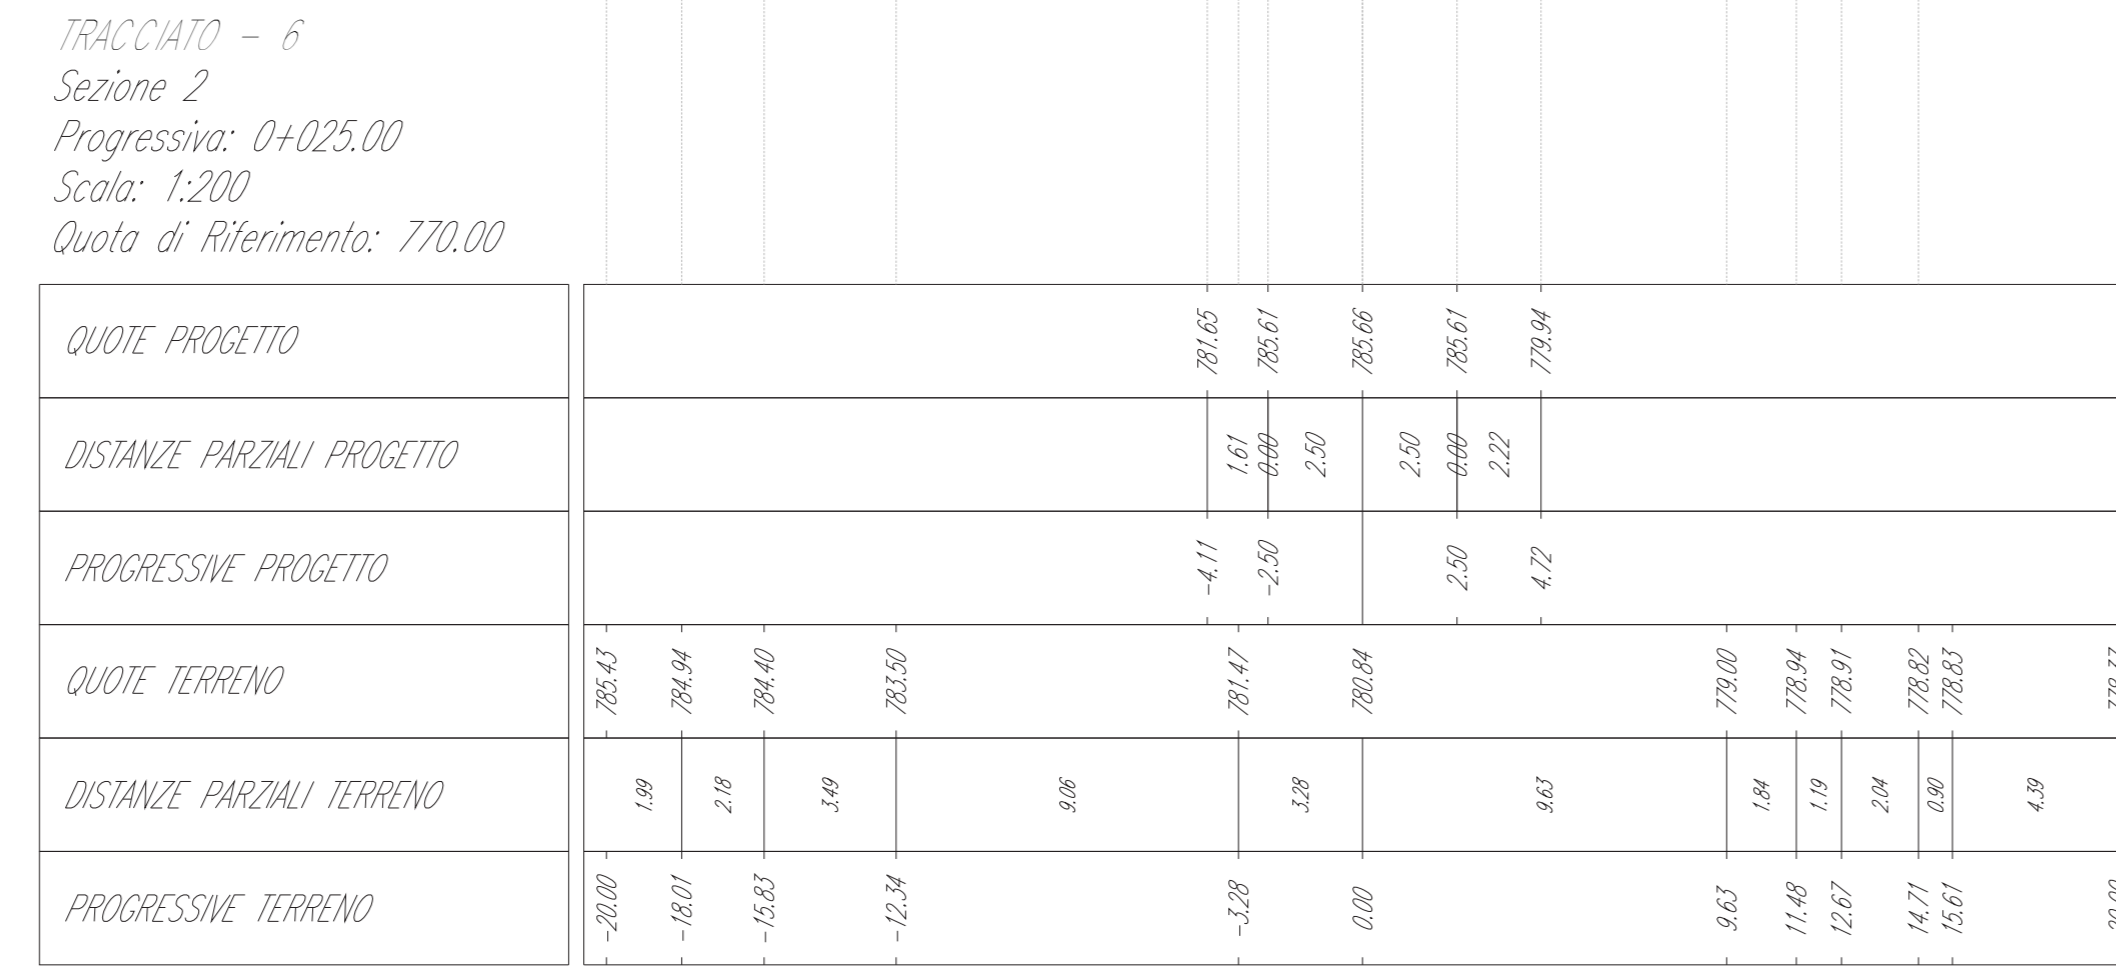 TRACCIATO - 6
Sezione 2
Progressiva: 0+025.00
Scala: 1:200
Quota di Riferimento: 770.00
QUOTE PROGETTO 781.65 785.61 785.66 785.61 779.94
DISTANZE PARZIALI PROGETTO 1.61 0.00 2.50 2.50 0.00 2.22
PROGRESSIVE PROGETTO -4.11 -2.50 2.50 4.72
QUOTE TERRENO 785.43 784.94 784.40 783.50 781.47 780.84 779.00 778.94 778.91 778.82 778.83
DISTANZE PARZIALI TERRENO 1.99 2.18 3.49 9.06 3.28 9.63 1.84 1.19 2.04 0.90 4.39
PROGRESSIVE TERRENO -20.00 -18.01 -15.83 -12.34 -3.28 0.00 9.63 11.48 12.67 14.71 15.61